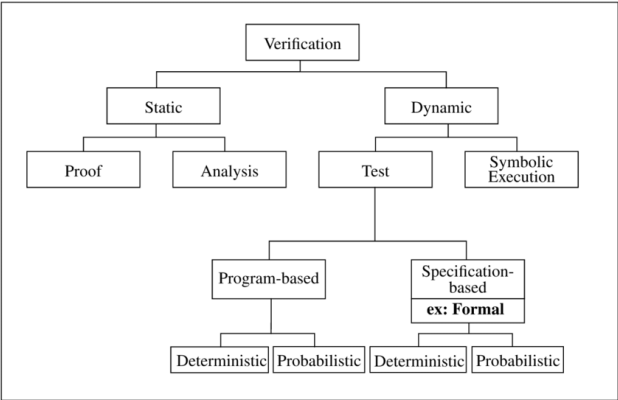 Verification
Static
Dynamic
Proof
Analysis
Test
Symbolic
Execution
Program-based
Specification-
based
ex: Formal
Deterministic
Probabilistic
Deterministic
Probabilistic